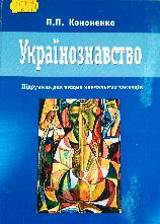 П.П. Кононенко
Українознавство
Підручник для вищих навчальних закладів